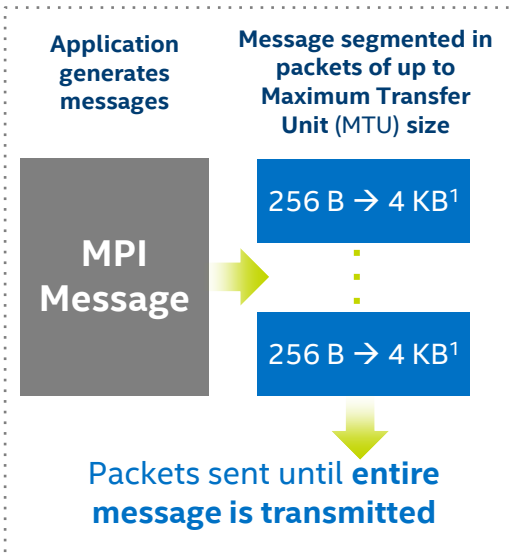 Application
generates
messages
Message segmented in
packets of up to
Maximum Transfer
Unit (MTU) size
MPI
Message
256 B → 4 KB¹
256 B → 4 KB¹
Packets sent until entire
message is transmitted